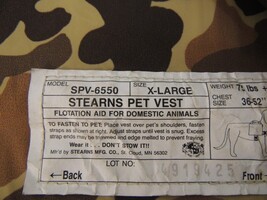 MODEL SIZE WEIGHT: 75 lbs +
SPV-6550 X-LARGE CHEST SIZE 36-52"
STEARNS PET VEST
FLOTATION AID FOR DOMESTIC ANIMALS
TO FASTEN TO PET: Place vest over pet's shoulders, fasten
straps as shown at right. Adjust straps until vest is snug. Excess
strap ends may be trimmed and edge melted to prevent fraying.
Wear it . . . DON'T STOW IT!!
Mfr'd by STEARNS MFG. CO., St. Cloud, MN 56302
LOT NO: 4919425
←Back Front